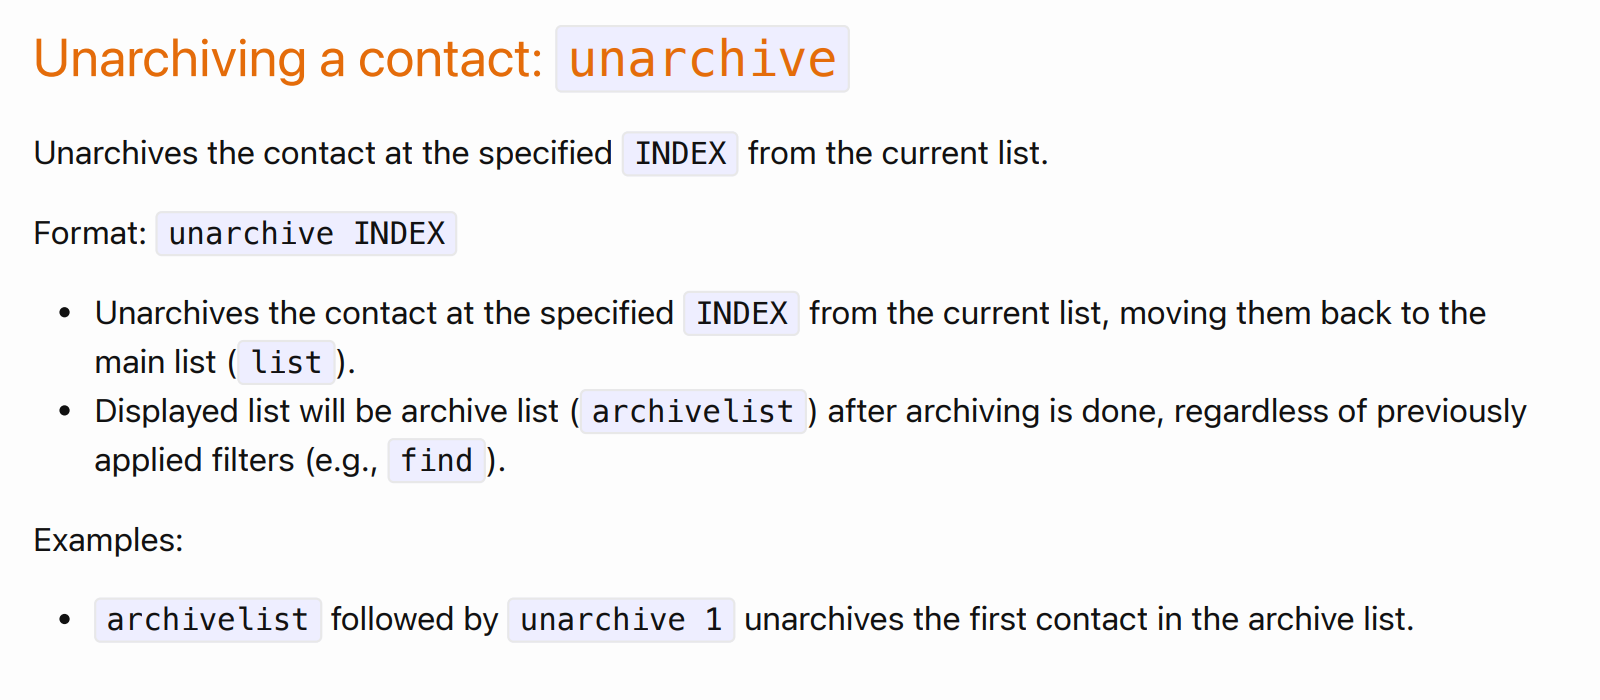 Unarchiving a contact: unarchive
Unarchives the contact at the specified INDEX from the current list.
Format: unarchive INDEX
• Unarchives the contact at the specified INDEX from the current list, moving them back to the
main list ( list ).
• Displayed list will be archive list ( archivelist ) after archiving is done, regardless of previously
applied filters (e.g., find ).
Examples:
• archivelist followed by unarchive 1 unarchives the first contact in the archive list.